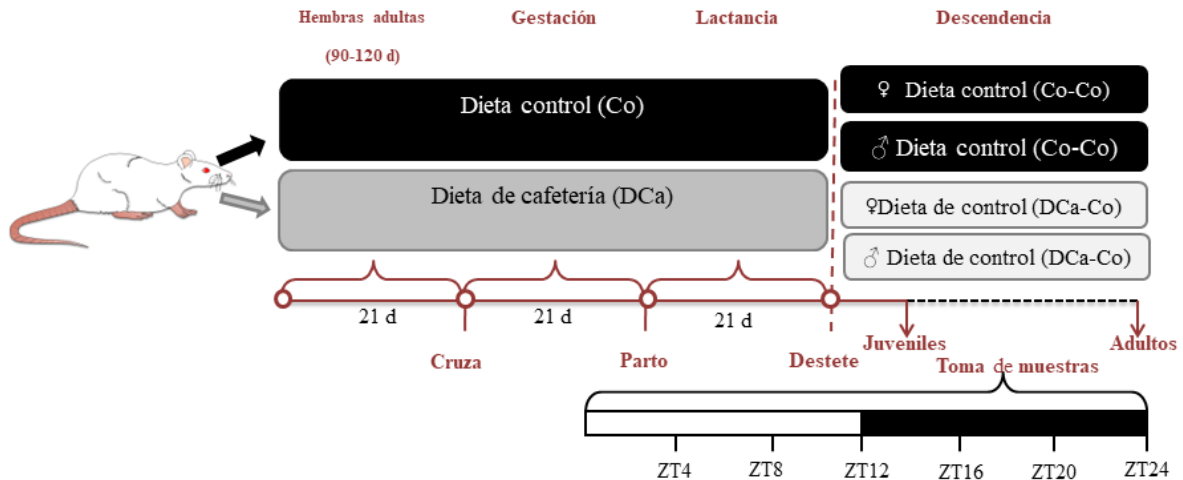 Hembras adultas
(90-120 d)
Gestación
Lactancia
Descendencia
Dieta control (Co)
Dieta de cafetería (DCa)
♀ Dieta control (Co-Co)
♂ Dieta control (Co-Co)
♀Dieta de control (DCa-Co)
♂ Dieta de control (DCa-Co)
21 d
21 d
21 d
Cruza
Parto
Destete
Juveniles
Adultos
Toma de muestras
ZT4
ZT8
ZT12
ZT16
ZT20
ZT24